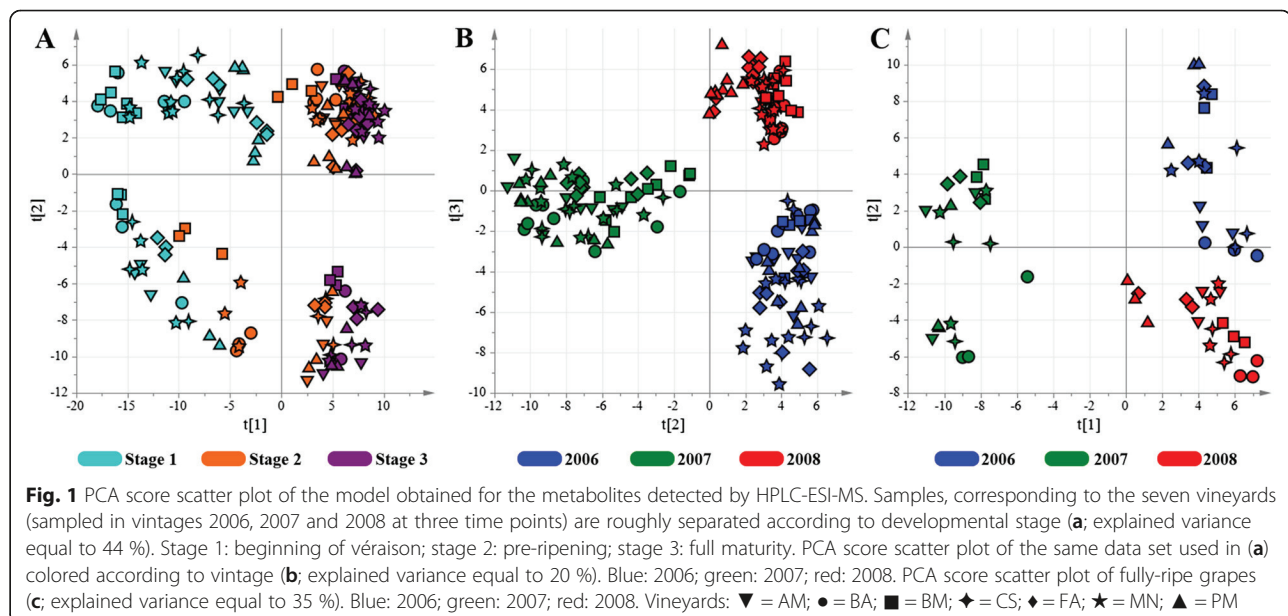 A
B
C
6
4
2
0
-2
-4
-6
-8
-10
-12
t[2]
-20 -15 -10 -5 0 5 10
t[1]
6
4
2
0
-2
-4
-6
-8
-10
t[3]
-12 -10 -8 -6 -4 -2 0 2 4 6 8
t[2]
10
8
6
4
2
0
-2
-4
-6
-8
t[2]
-12 -8 -4 0 4 8
t[1]
Stage 1 Stage 2 Stage 3
2006 2007 2008
2006 2007 2008
Fig. 1 PCA score scatter plot of the model obtained for the metabolites detected by HPLC-ESI-MS. Samples, corresponding to the seven vineyards
(sampled in vintages 2006, 2007 and 2008 at three time points) are roughly separated according to developmental stage (a; explained variance
equal to 44 %). Stage 1: beginning of véraison; stage 2: pre-ripening; stage 3: full maturity. PCA score scatter plot of the same data set used in (a)
colored according to vintage (b; explained variance equal to 20 %). Blue: 2006; green: 2007; red: 2008. PCA score scatter plot of fully-ripe grapes
(c; explained variance equal to 35 %). Blue: 2006; green: 2007; red: 2008. Vineyards: ▼ = AM; ● = BA; ■ = BM; ✦ = CS; ♦ = FA; ★ = MN; ▲ = PM